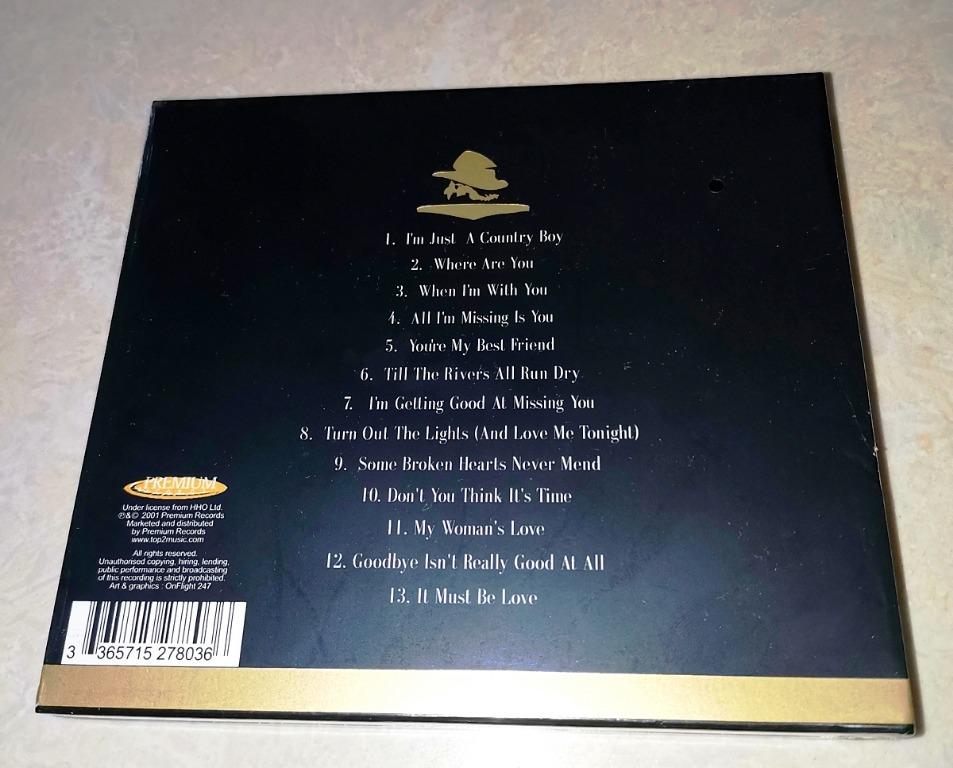 1. I'm Just A Country Boy
2. Where Are You
3. When I'm With You
4. All I'm Missing Is You
5. You're My Best Friend
6. Till The Rivers All Run Dry
7. I'm Getting Good At Missing You
8. Turn Out The Lights (And Love Me Tonight)
9. Some Broken Hearts Never Mend
10. Don't You Think It's Time
11. My Woman's Love
12. Goodbye Isn't Really Good At All
13. It Must Be Love
PREMIUM
Under license from HHO Ltd.
℗&© 2001 Premium Records
Marketed and distributed
by Premium Records
www.top2music.com
All rights reserved.
Unauthorised copying, hiring, lending,
public performance and broadcasting
of this recording is strictly prohibited.
Art & graphics : OnFlight 247
3 365715 278036